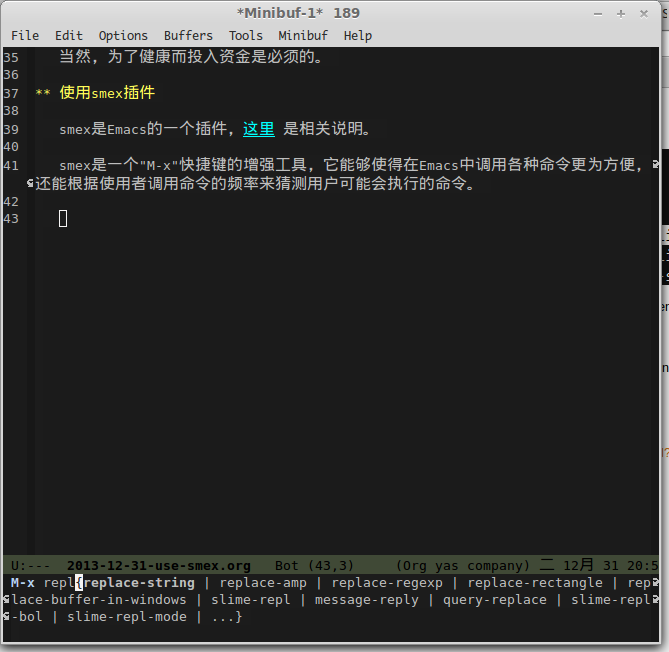 *Minibuf-1* 189
File Edit Options Buffers Tools Minibuf Help
35 当然，为了健康而投入资金是必须的。
36
37 ** 使用smex插件
38
39 smex是Emacs的一个插件，这里 是相关说明。
40
41 smex是一个"M-x"快捷键的增强工具，它能够使得在Emacs中调用各种命令更为方便，
还能根据使用者调用命令的频率来猜测用户可能会执行的命令。
42
43
U:--- 2013-12-31-use-smex.org Bot (43,3) (Org yas company) 二 12月 31 20:5
M-x repl{replace-string | replace-amp | replace-regexp | replace-rectangle | rep
lace-buffer-in-windows | slime-repl | message-reply | query-replace | slime-repl
-bol | slime-repl-mode | ...}